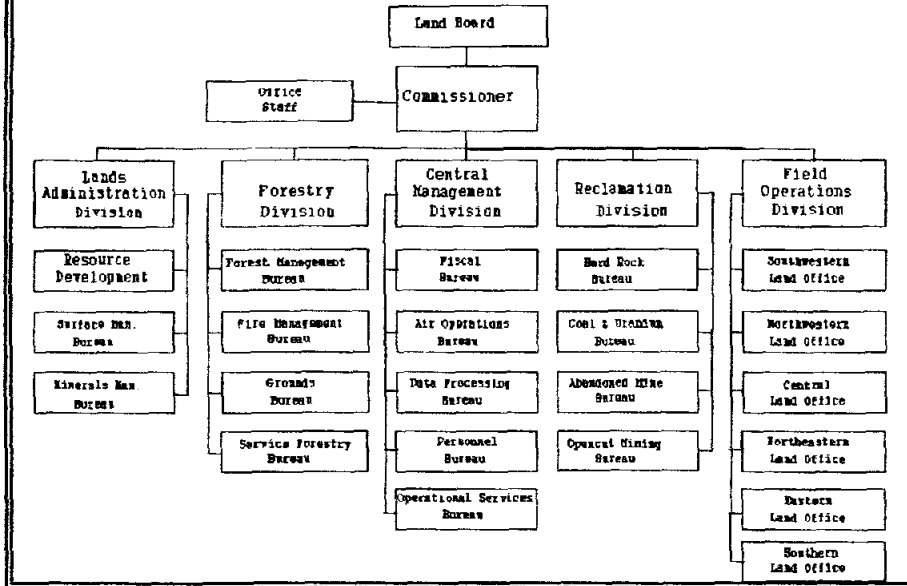 Land Board
Office
Staff
Commissioner
Lands
Administration
Division
Forestry
Division
Central
Management
Division
Reclamation
Division
Field
Operations
Division
Resource
Development
Forest Management
Bureau
Fiscal
Bureau
Hard Rock
Bureau
Southwestern
Land Office
Surface Man.
Bureau
Fire Management
Bureau
Air Operations
Bureau
Coal & Uranium
Bureau
Northwestern
Land Office
Minerals Man.
Bureau
Grounds
Bureau
Data Processing
Bureau
Abandoned Mine
Bureau
Central
Land Office
Service Forestry
Bureau
Personnel
Bureau
Opencut Mining
Bureau
Northeastern
Land Office
Operational Services
Bureau
Eastern
Land Office
Southern
Land Office